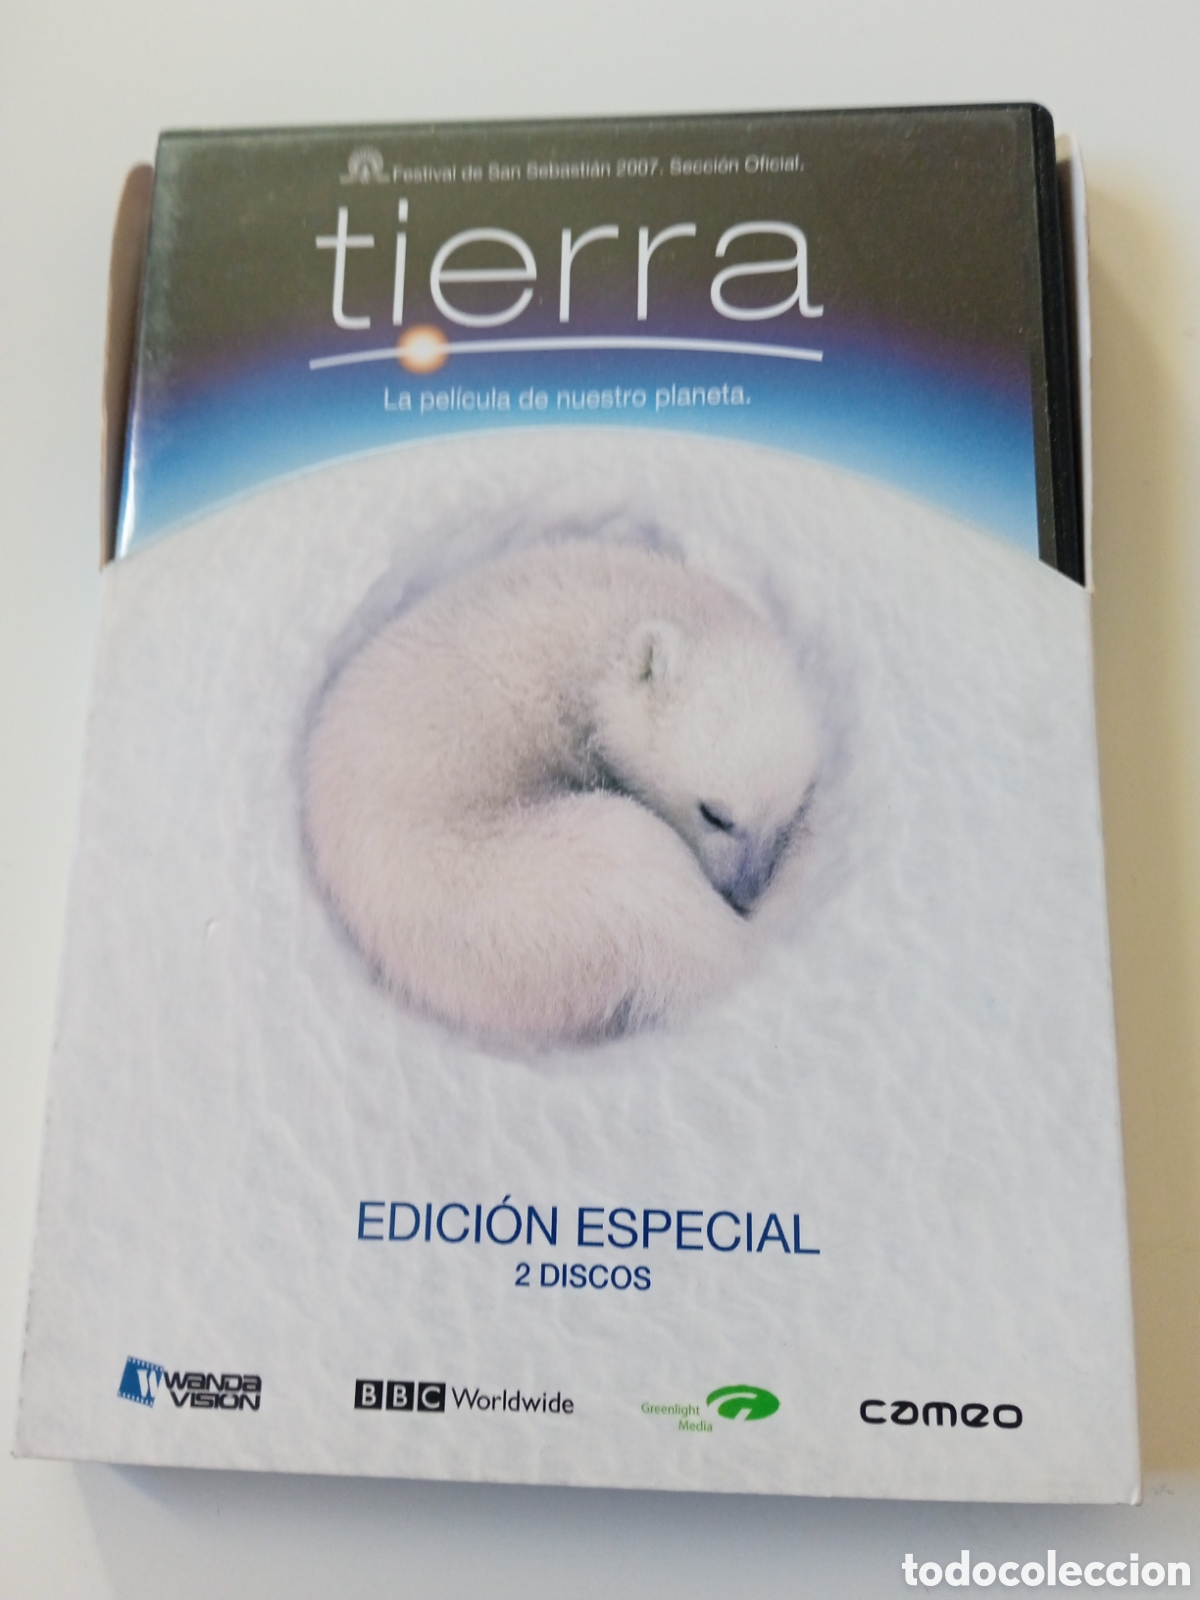 Festival de San Sebastián 2007. Sección Oficial.
tierra
La película de nuestro planeta.
EDICIÓN ESPECIAL
2 DISCOS
W WANDA VISION
BBC Worldwide
Greenlight Media
cameo
todocoleccion